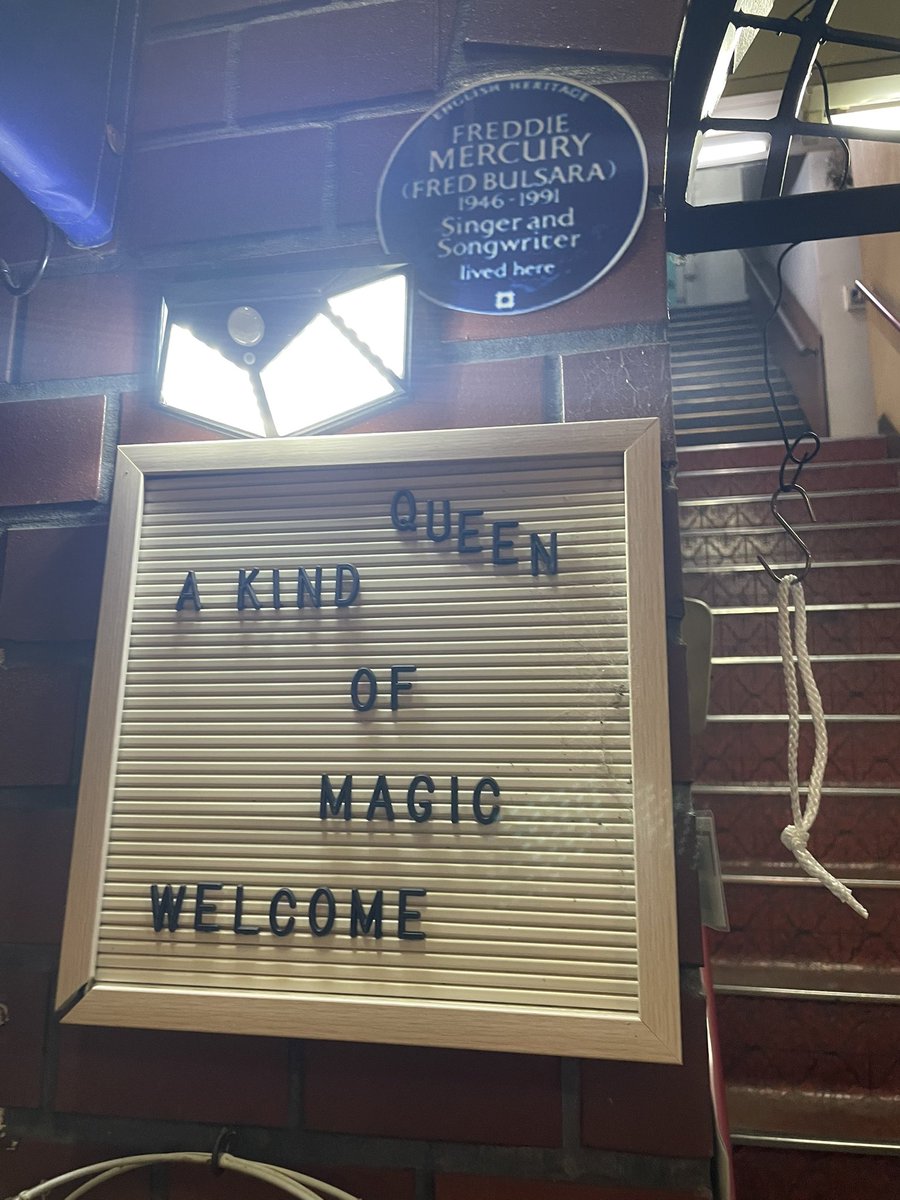 ENGLISH HERITAGE
FREDDIE
MERCURY
(FRED BULSARA)
1946-1991
Singer and
Songwriter
lived here
QUEEN
A KIND
OF
MAGIC
WELCOME